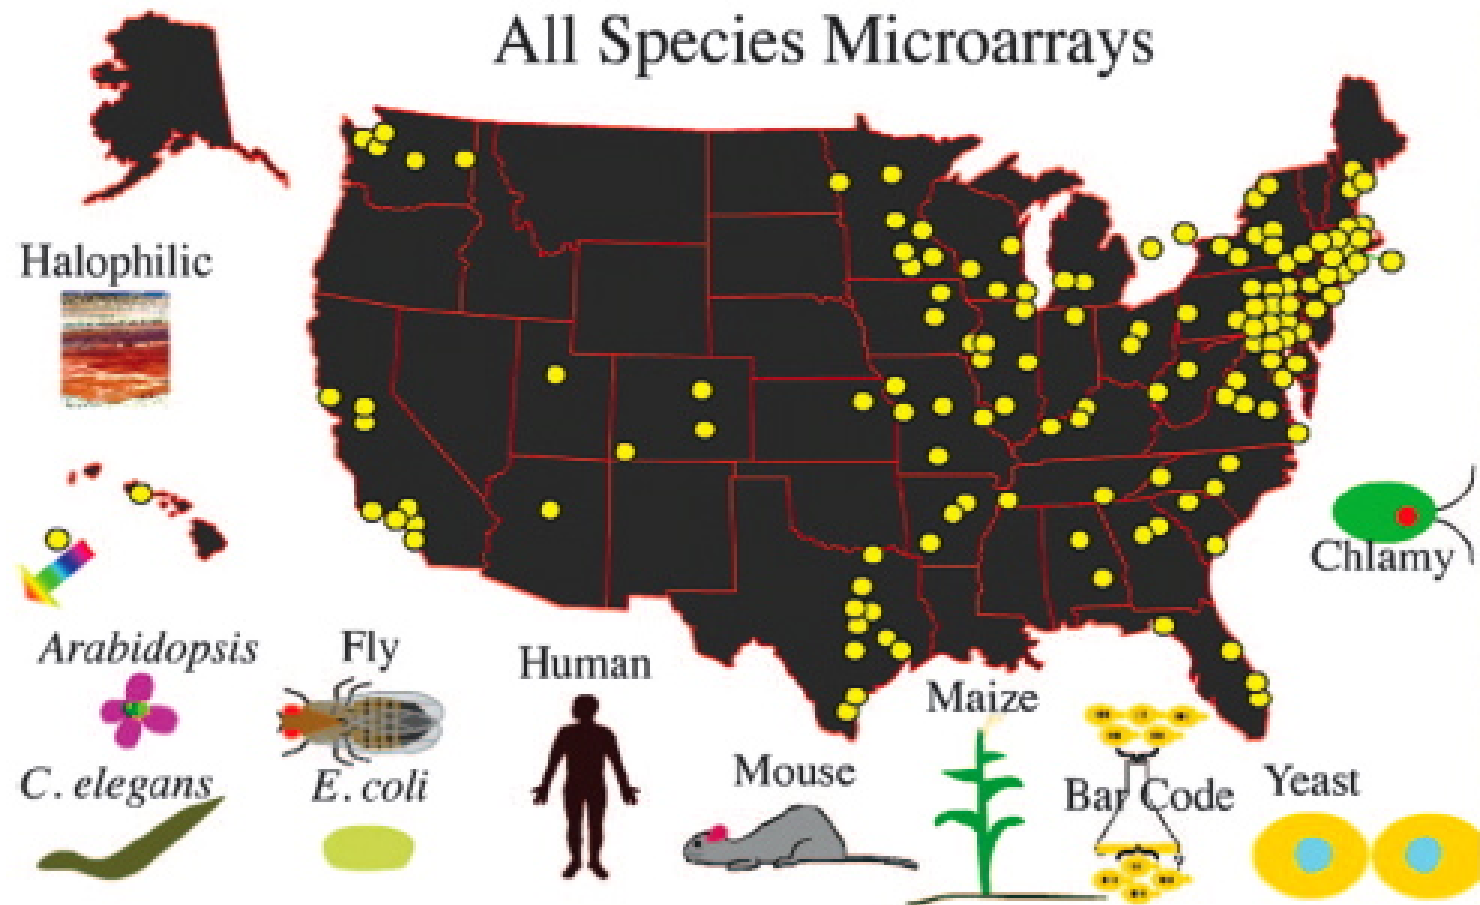 All Species Microarrays
Halophilic
Chlamy
Arabidopsis
Fly
Human
Maize
C. elegans
E. coli
Mouse
Bar Code
Yeast